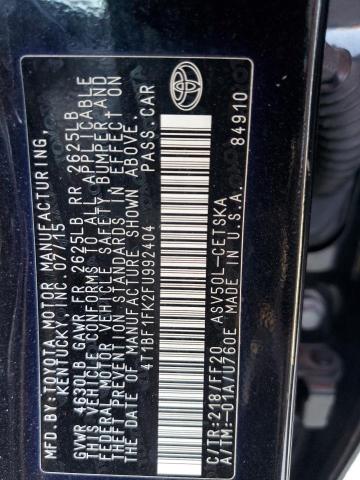 MFD. BY: TOYOTA MOTOR MANUFACTURING,
KENTUCKY, INC. 07/15
GVWR 4630LB GAWR FR 2625LB RR 2625LB
THIS VEHICLE CONFORMS TO ALL APPLICABLE
FEDERAL MOTOR VEHICLE SAFETY, BUMPER, AND
THEFT PREVENTION STANDARDS IN EFFECT ON
THE DATE OF MANUFACTURE SHOWN ABOVE.
4T1BF1FK2FU992404 PASS. CAR
C/TR: 218/FF20 ASV50L-CETSKA
A/TM: -01A/U760E MADE IN U.S.A. 84910